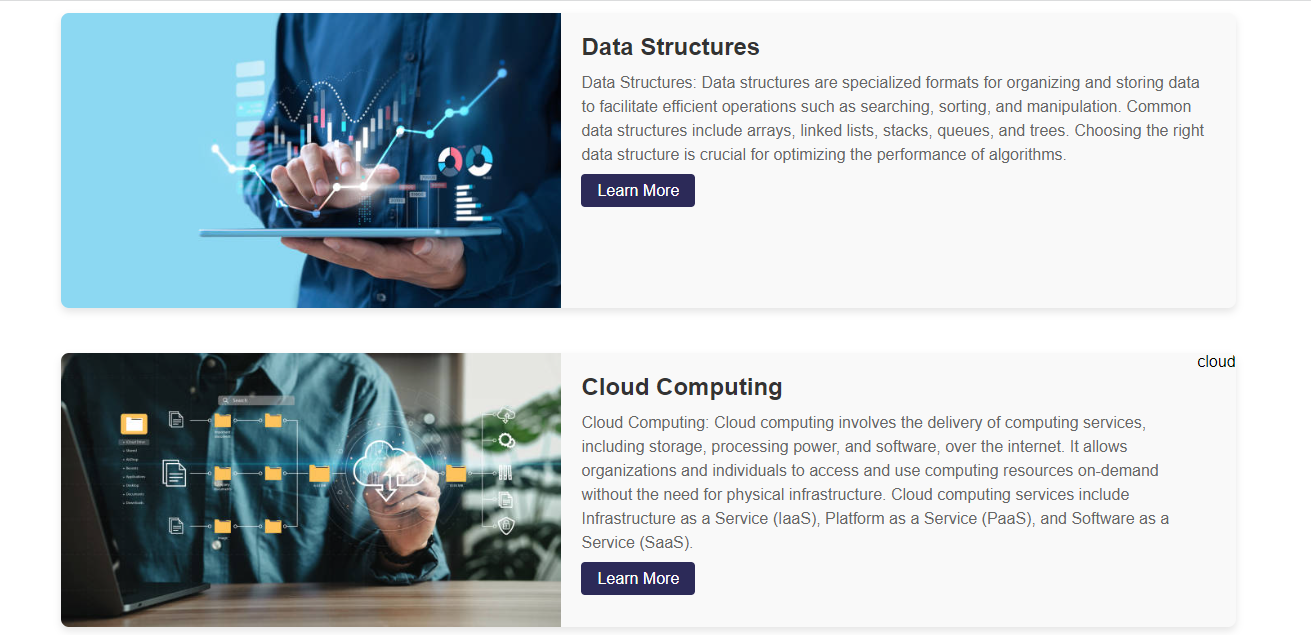 Data Structures
Data Structures: Data structures are specialized formats for organizing and storing data
to facilitate efficient operations such as searching, sorting, and manipulation. Common
data structures include arrays, linked lists, stacks, queues, and trees. Choosing the right
data structure is crucial for optimizing the performance of algorithms.
Learn More
cloud
Cloud Computing
Cloud Computing: Cloud computing involves the delivery of computing services,
including storage, processing power, and software, over the internet. It allows
organizations and individuals to access and use computing resources on-demand
without the need for physical infrastructure. Cloud computing services include
Infrastructure as a Service (IaaS), Platform as a Service (PaaS), and Software as a
Service (SaaS).
Learn More
Search